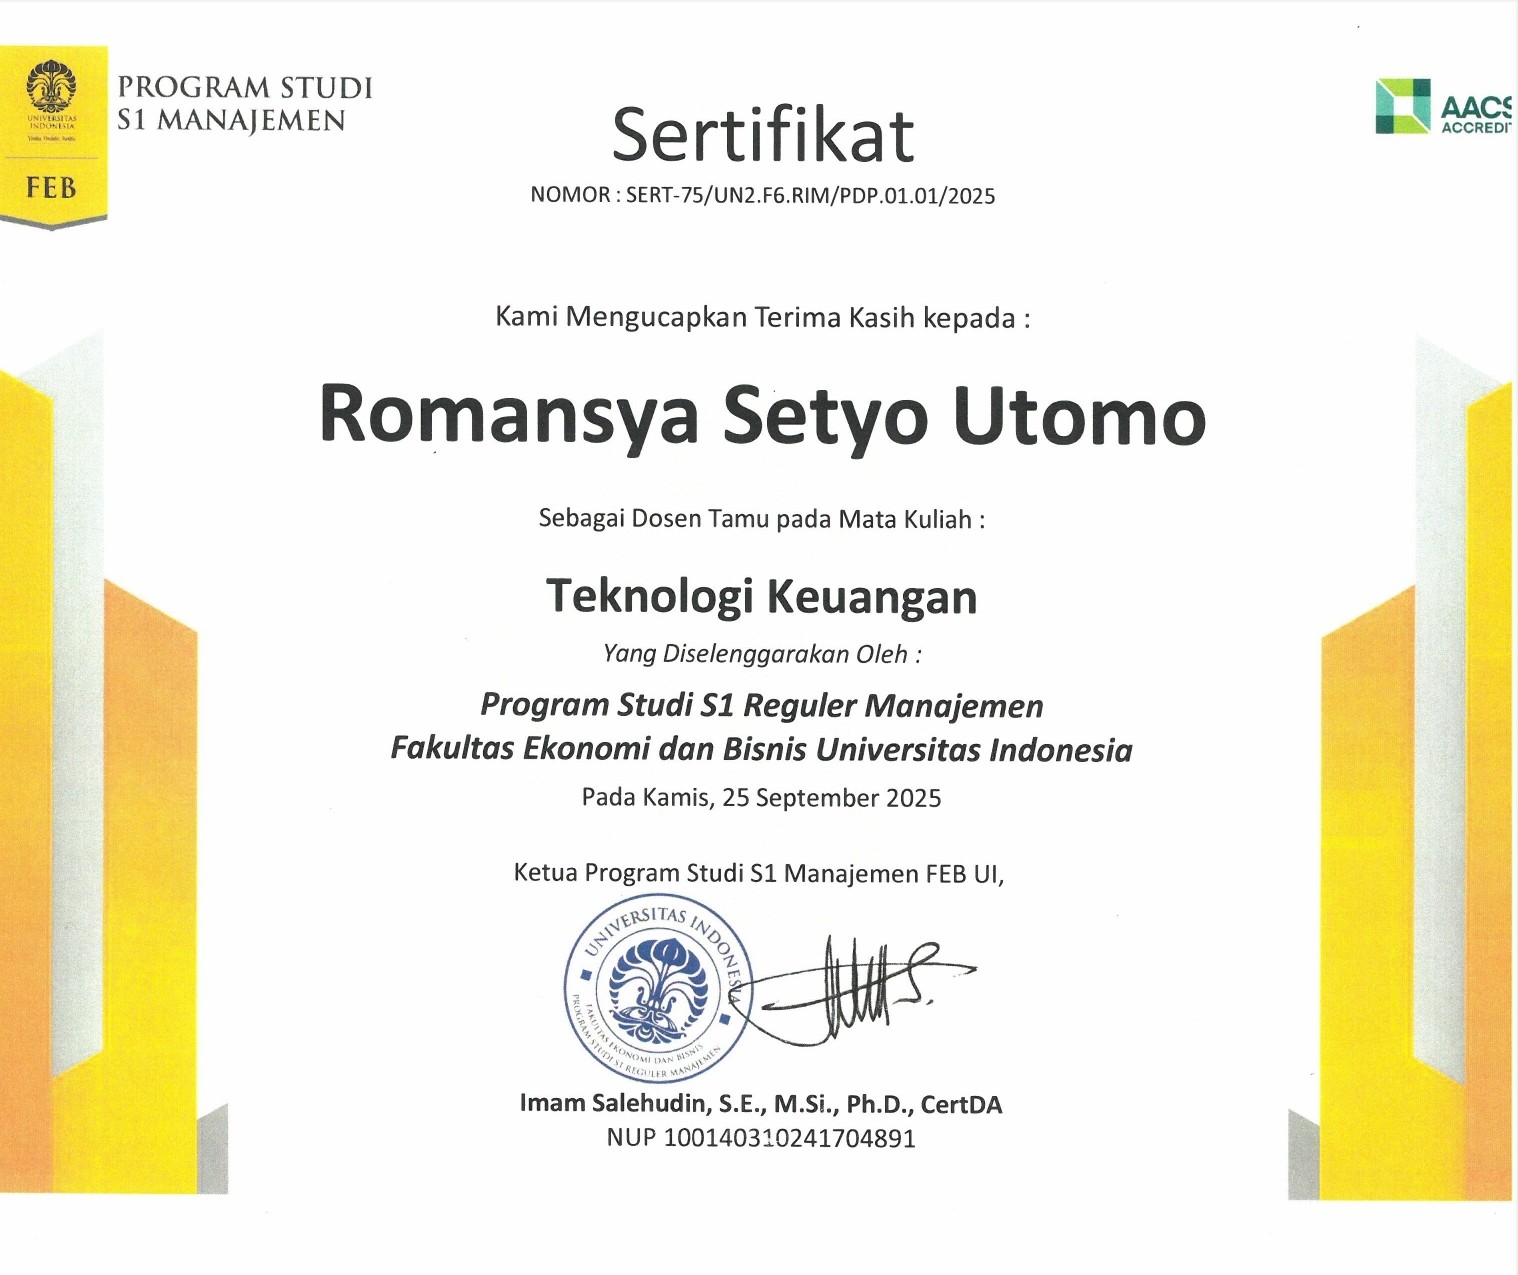 UNIVERSITAS
INDONESIA
Veritas, Probitas, Iustitia
FEB
PROGRAM STUDI
S1 MANAJEMEN
AACS
ACCREDI
Sertifikat
NOMOR : SERT-75/UN2.F6.RIM/PDP.01.01/2025
Kami Mengucapkan Terima Kasih kepada :
Romansya Setyo Utomo
Sebagai Dosen Tamu pada Mata Kuliah :
Teknologi Keuangan
Yang Diselenggarakan Oleh :
Program Studi S1 Reguler Manajemen
Fakultas Ekonomi dan Bisnis Universitas Indonesia
Pada Kamis, 25 September 2025
Ketua Program Studi S1 Manajemen FEB UI,
UNIVERSITAS INDONESIA
FAKULTAS EKONOMI DAN BISNIS
PROGRAM STUDI S1 REGULER MANAJEMEN
Imam Salehudin, S.E., M.Si., Ph.D., CertDA
NUP 100140310241704891